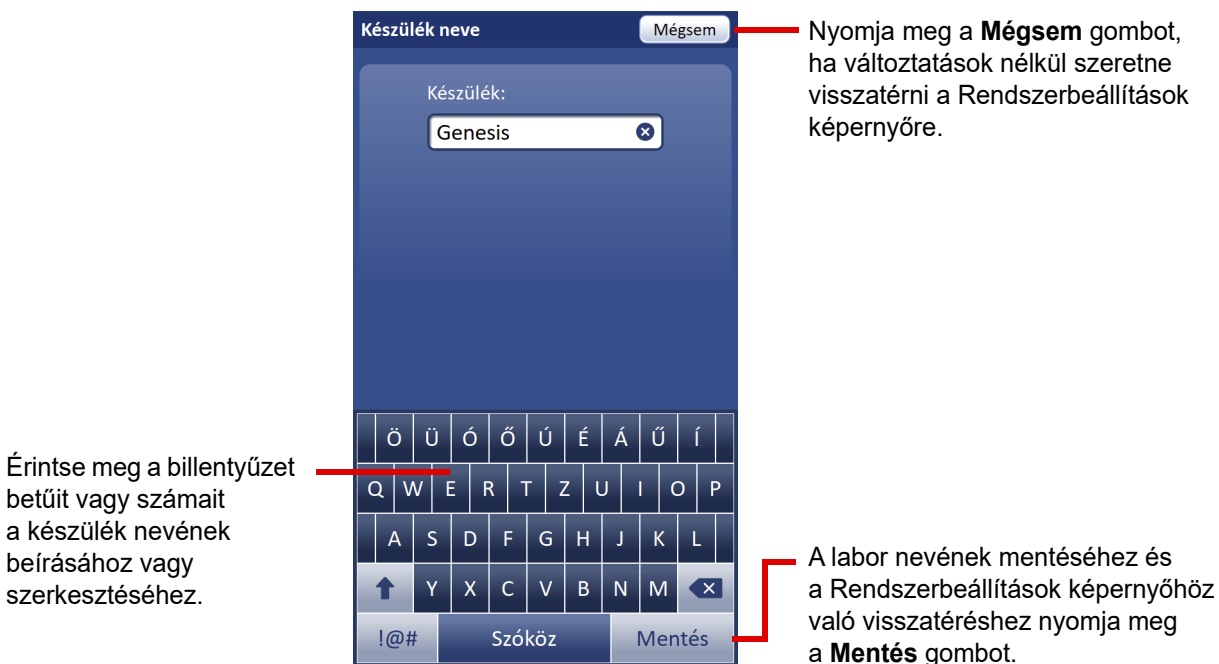 Készülék neve
Mégsem
Nyomja meg a Mégsem gombot,
ha változtatások nélkül szeretne
visszatérni a Rendszerbeállítások
képernyőre.
Készülék:
Genesis
Érintse meg a billentyűzet
betűit vagy számait
a készülék nevének
beírásához vagy
szerkesztéséhez.
Ö Ü Ó Ő Ú É Á Ű Í
Q W E R T Z U I O P
A S D F G H J K L
Y X C V B N M
!@# Szóköz Mentés
A labor nevének mentéséhez és
a Rendszerbeállítások képernyőhöz
való visszatéréshez nyomja meg
a Mentés gombot.